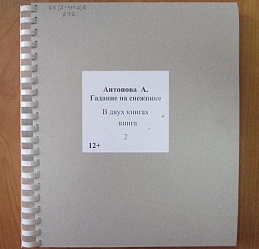 Антонова А.
Гадание на снежинке
В двух книгах
книга
2
12+